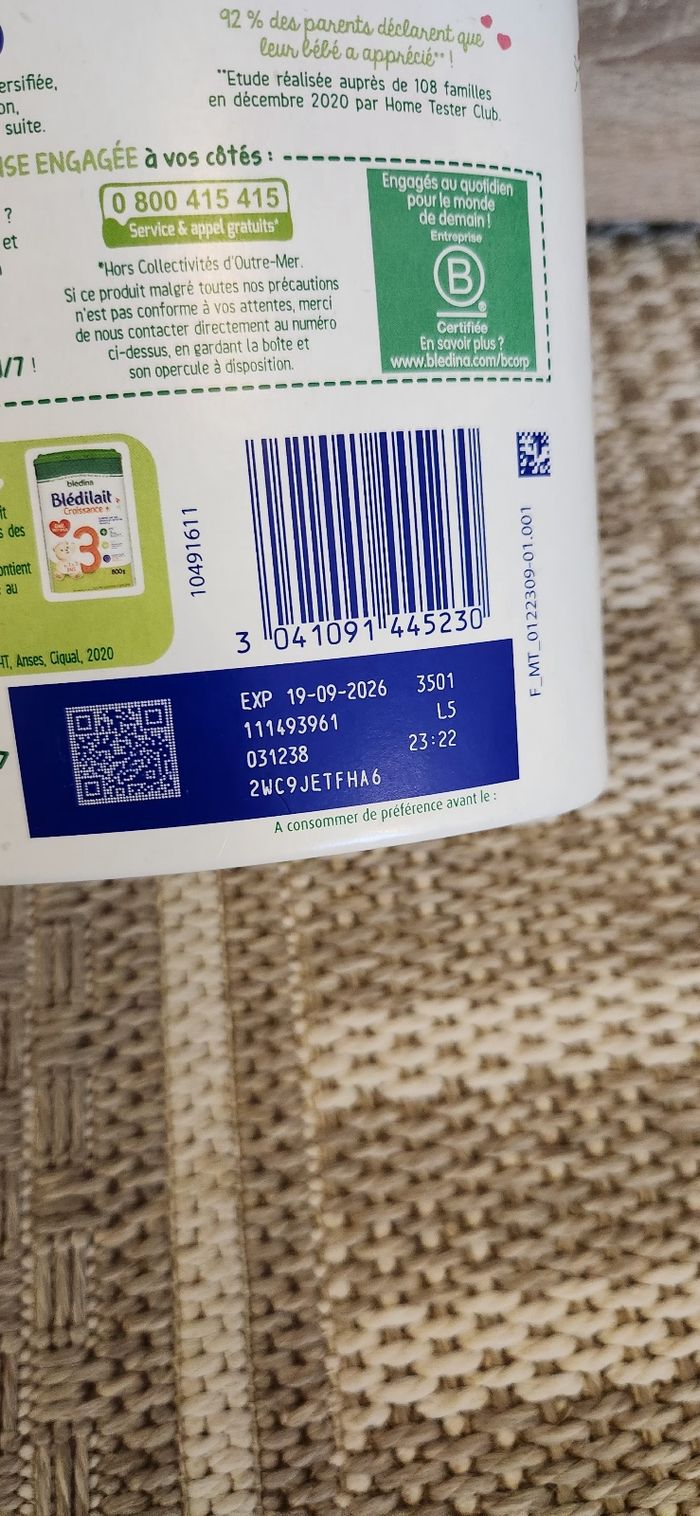 92 % des parents déclarent que
leur bébé a apprécié** !
**Etude réalisée auprès de 108 familles
en décembre 2020 par Home Tester Club.
ersifiée,
on,
suite.
ISE ENGAGÉE à vos côtés :
?
et
/7 !
0 800 415 415
Service & appel gratuits*
*Hors Collectivités d'Outre-Mer.
Si ce produit malgré toutes nos précautions
n'est pas conforme à vos attentes, merci
de nous contacter directement au numéro
ci-dessus, en gardant la boîte et
son opercule à disposition.
Engagés au quotidien
pour le monde
de demain !
Entreprise
B
Certifiée
En savoir plus ?
www.bledina.com/bcorp
it
s des
ontient
au
HT, Anses, Ciqual, 2020
bledina
Blédilait
Croissance +
3
800g
10491611
3 041091 445230
F_MT_0122309-01.001
EXP 19-09-2026 3501
111493961 L5
031238 23:22
2WC9JETFHA6
A consommer de préférence avant le :